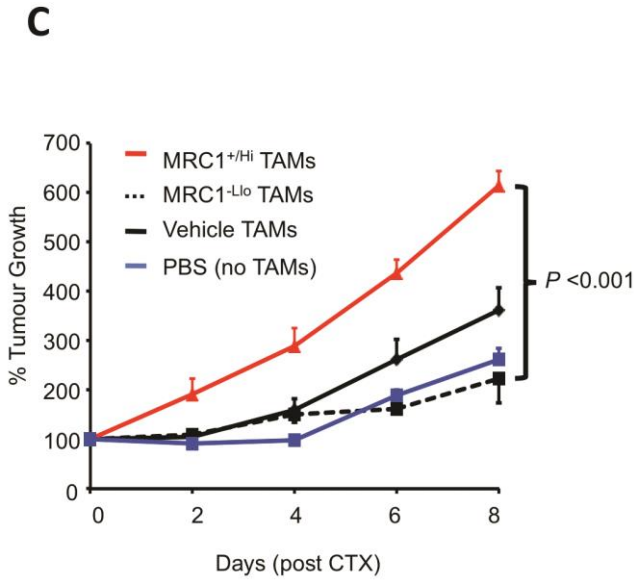 C
700
600
500
400
300
200
100
0
% Tumour Growth
MRC1+/Hi TAMs
MRC1-Llo TAMs
Vehicle TAMs
PBS (no TAMs)
P <0.001
0 2 4 6 8
Days (post CTX)